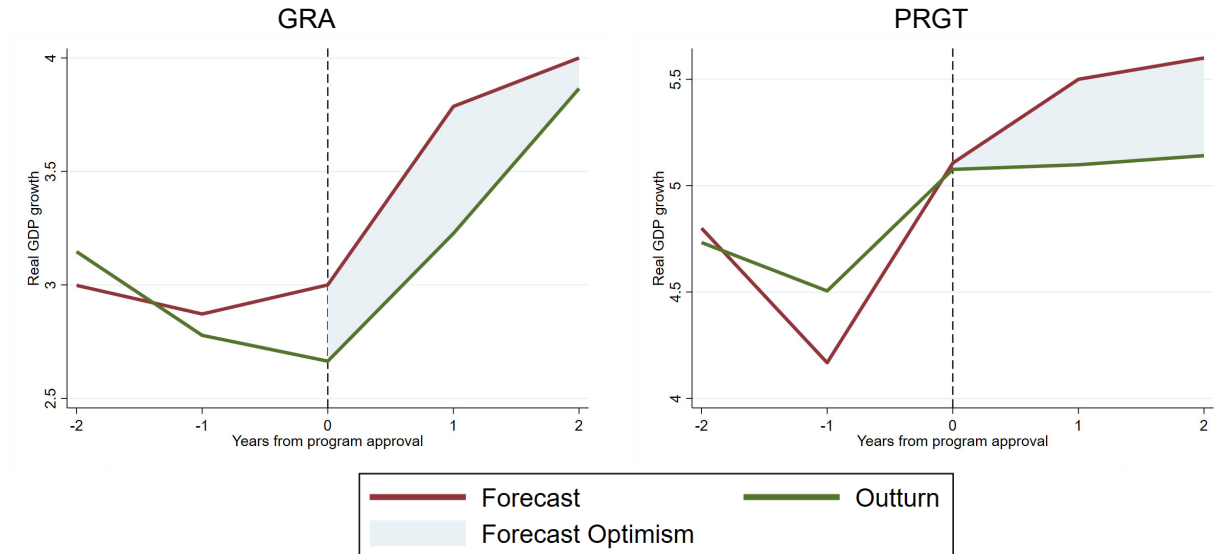 GRA
Real GDP growth
4
3.5
3
2.5
-2 -1 0 1 2
Years from program approval
PRGT
Real GDP growth
5.5
5
4.5
4
-2 -1 0 1 2
Years from program approval
Forecast
Outturn
Forecast Optimism